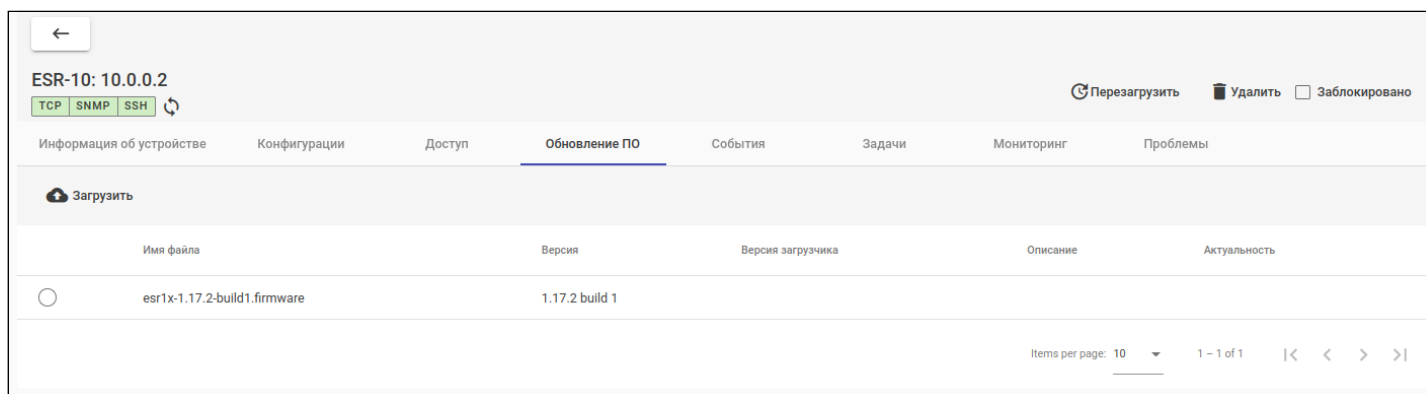 ESR-10: 10.0.0.2
TCP SNMP SSH
Перезагрузить Удалить Заблокировано
Информация об устройстве Конфигурации Доступ Обновление ПО События Задачи Мониторинг Проблемы
Загрузить
Имя файла Версия Версия загрузчика Описание Актуальность
esr1x-1.17.2-build1.firmware 1.17.2 build 1
Items per page: 10 1 – 1 of 1